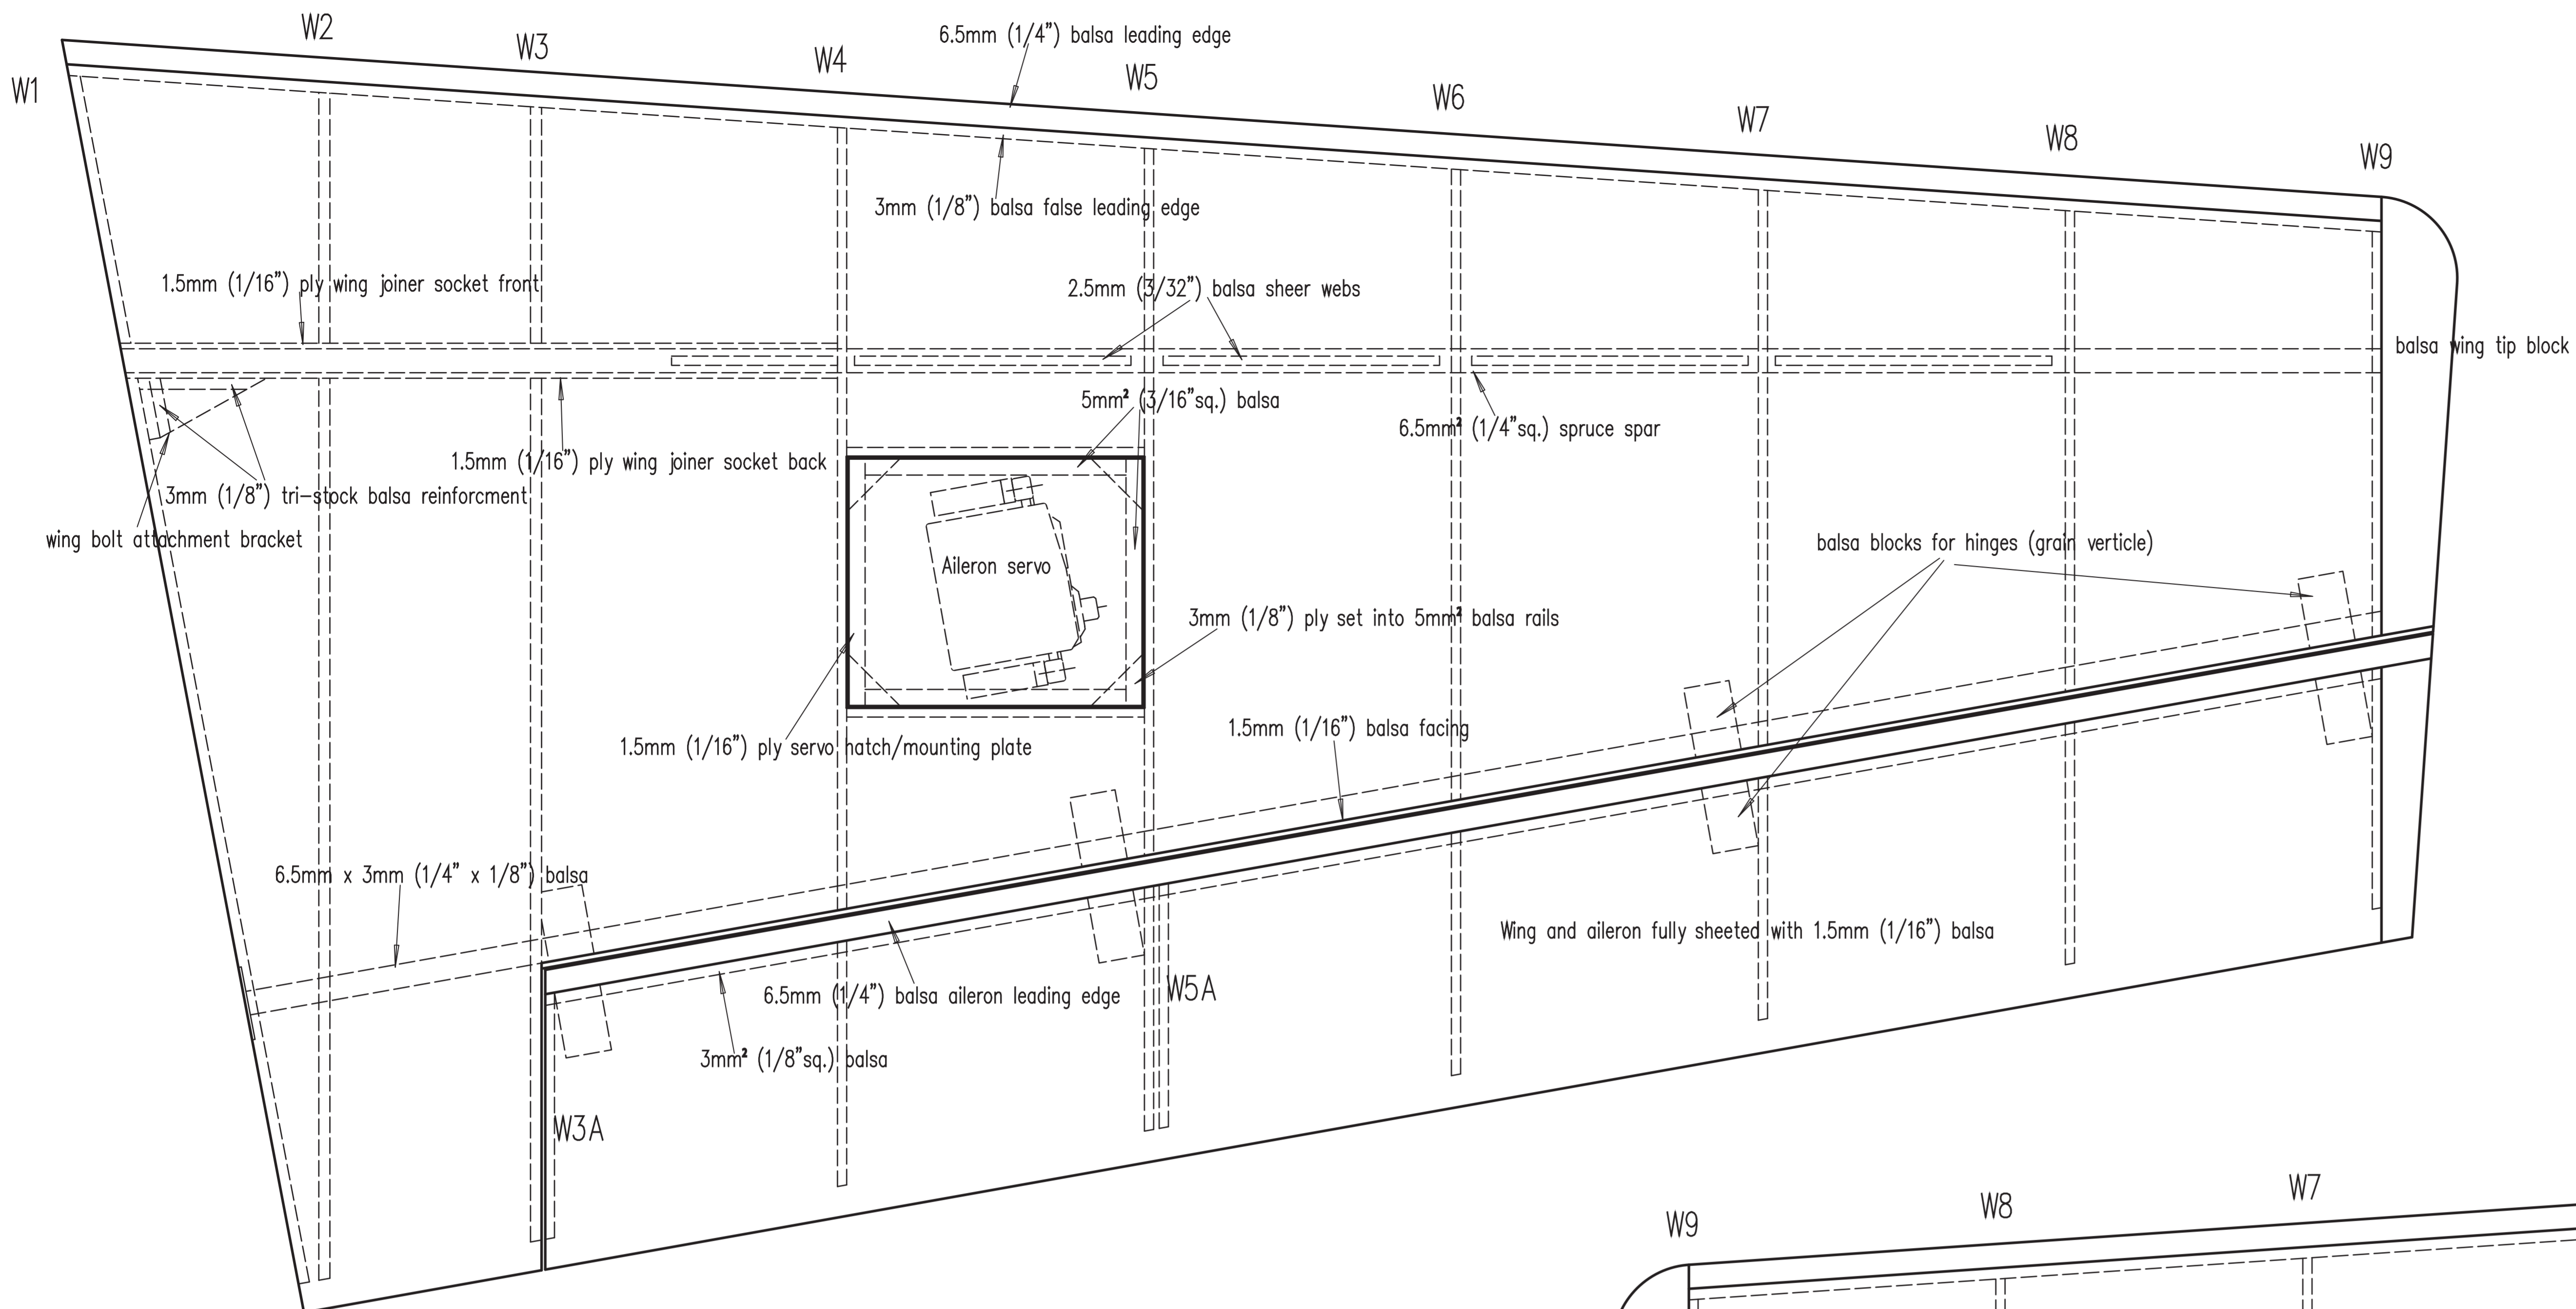 W2
W3
W4
6.5mm (1/4”) balsa leading edge
W5
W6
W7
W8
W9
W1
3mm (1/8”) balsa false leading edge
1.5mm (1/16”) ply wing joiner socket front
2.5mm (3/32”) balsa sheer webs
balsa wing tip block
5mm² (3/16”sq.) balsa
6.5mm² (1/4”sq.) spruce spar
1.5mm (1/16”) ply wing joiner socket back
3mm (1/8”) tri-stock balsa reinforcment
wing bolt attachment bracket
Aileron servo
balsa blocks for hinges (grain verticle)
3mm (1/8”) ply set into 5mm² balsa rails
1.5mm (1/16”) ply servo hatch/mounting plate
1.5mm (1/16”) balsa facing
6.5mm x 3mm (1/4” x 1/8”) balsa
Wing and aileron fully sheeted with 1.5mm (1/16”) balsa
6.5mm (1/4”) balsa aileron leading edge
W5A
3mm² (1/8”sq.) balsa
W3A
W9
W8
W7